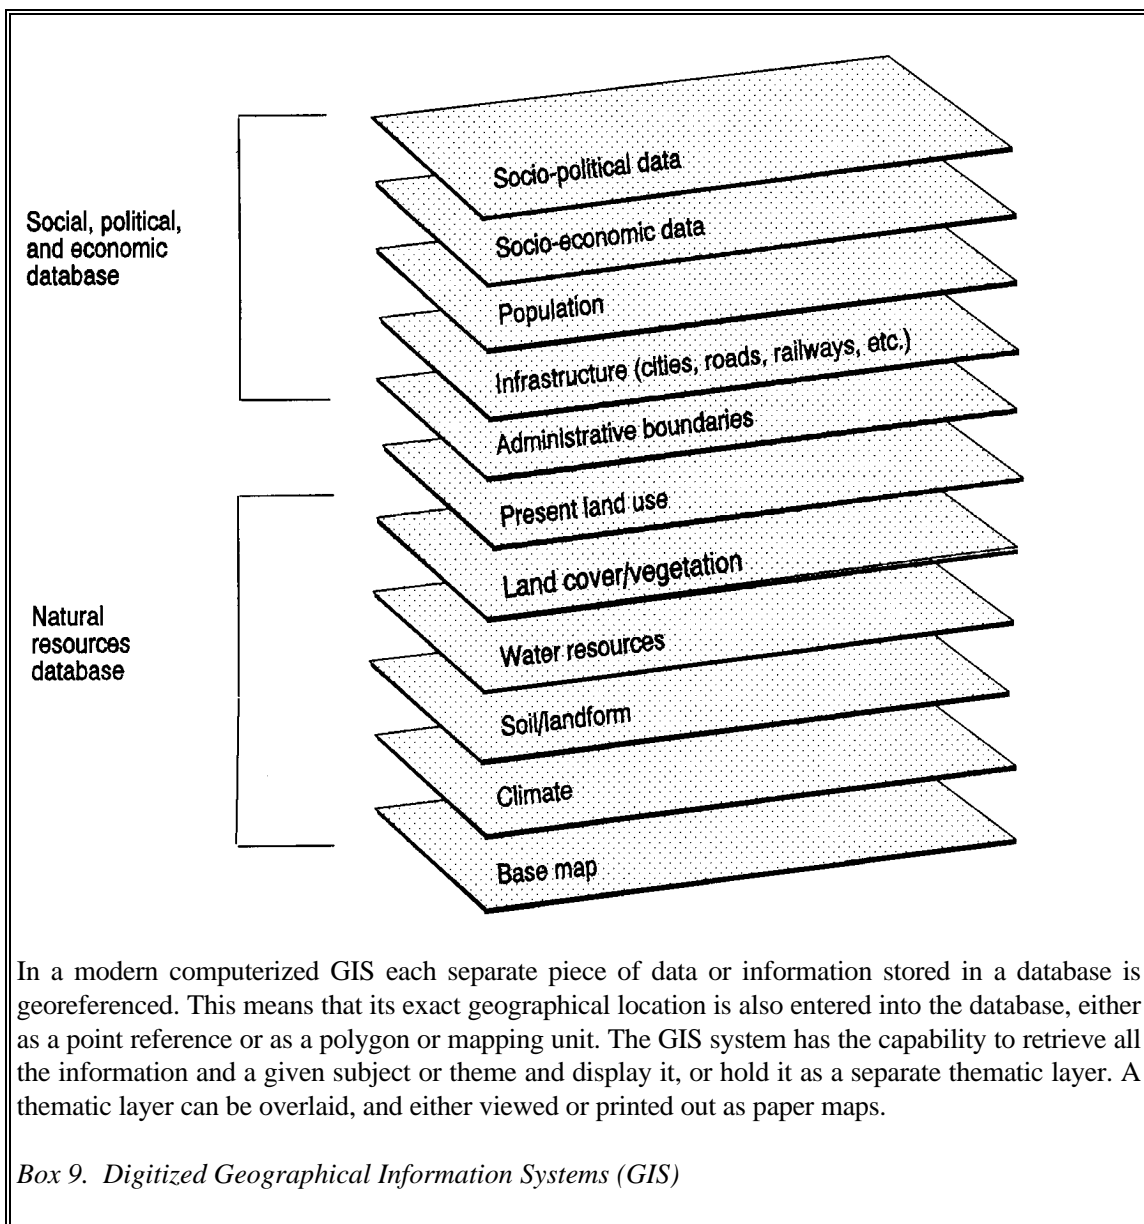 Socio-political data
Social, political,
and economic
database
Socio-economic data
Population
Infrastructure (cities, roads, railways, etc.)
Administrative boundaries
Present land use
Land cover/vegetation
Natural
resources
database
Water resources
Soil/landform
Climate
Base map
In a modern computerized GIS each separate piece of data or information stored in a database is
georeferenced. This means that its exact geographical location is also entered into the database, either
as a point reference or as a polygon or mapping unit. The GIS system has the capability to retrieve all
the information and a given subject or theme and display it, or hold it as a separate thematic layer. A
thematic layer can be overlaid, and either viewed or printed out as paper maps.
Box 9. Digitized Geographical Information Systems (GIS)